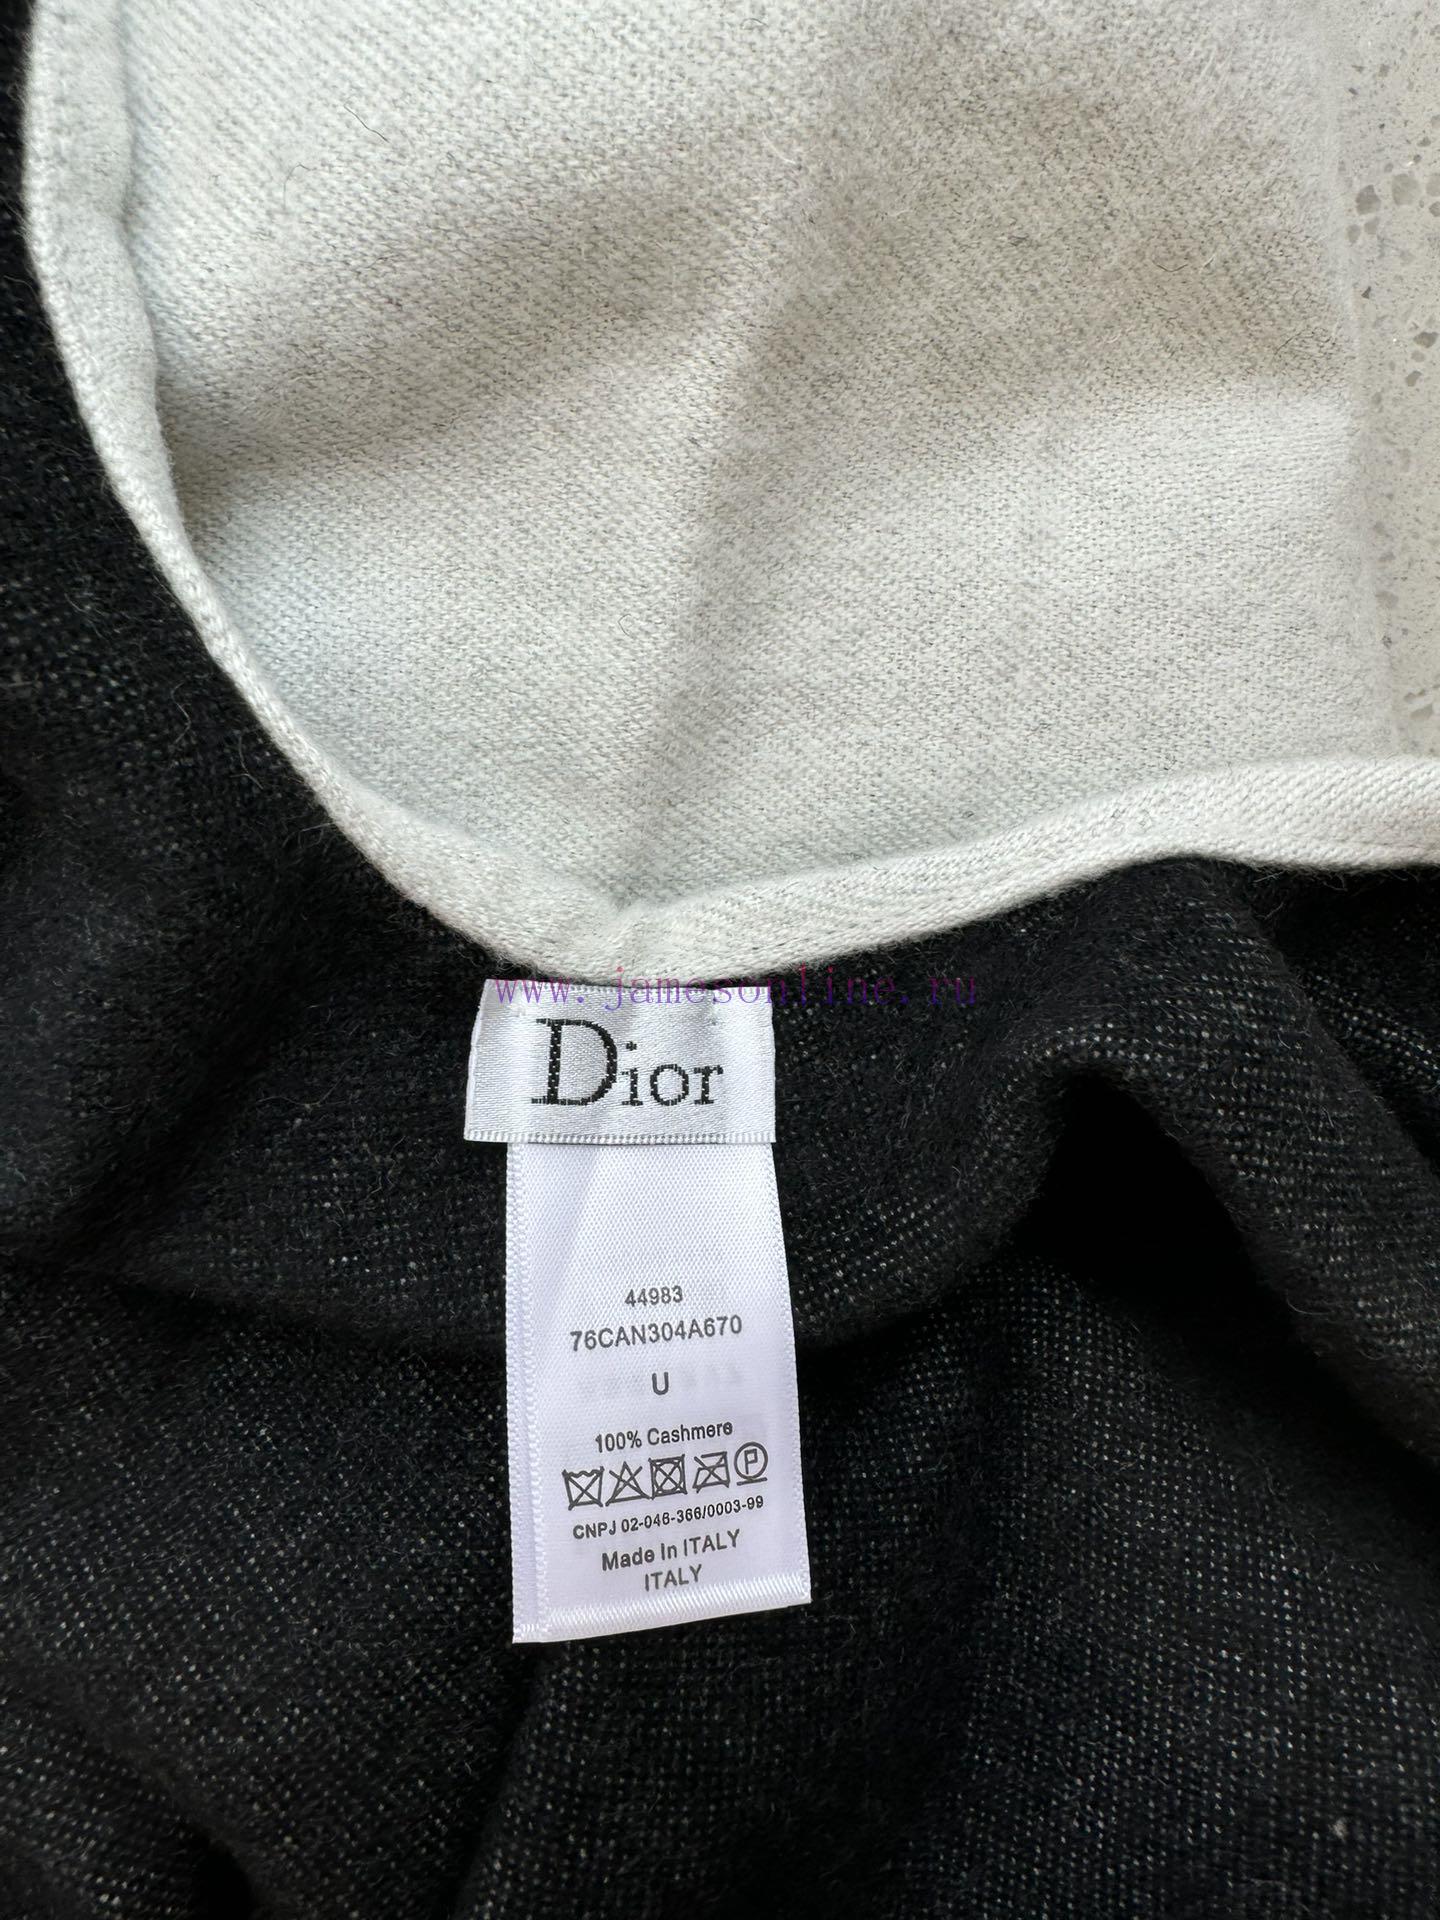 www.jamesonline.ru
Dior
44983
76CAN304A670
U
100% Cashmere
P
CNPJ 02-046-366/0003-99
Made In ITALY
ITALY